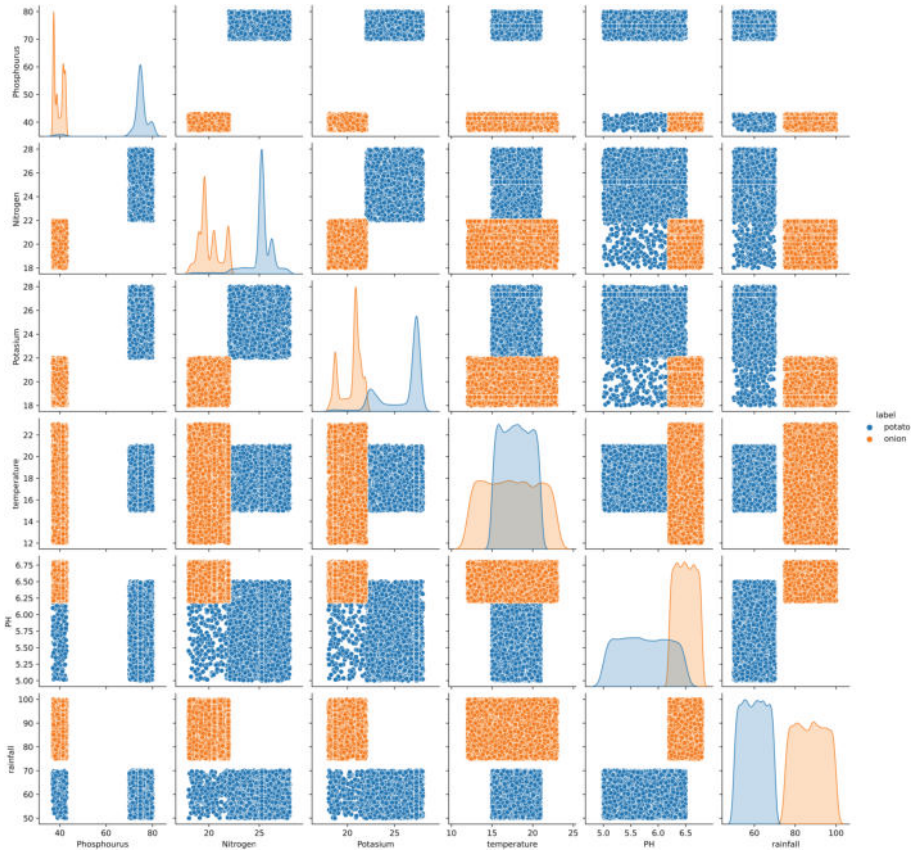 80
70
60
50
40
Phosphourus
28
26
24
22
20
18
Nitrogen
28
26
24
22
20
18
Potasium
label
potato
onion
22
20
18
16
14
12
temperature
6.75
6.50
6.25
6.00
5.75
5.50
5.25
5.00
PH
100
90
80
70
60
50
rainfall
40 60 80
20 25
20 25
10 15 20 25
5.0 5.5 6.0 6.5
60 80 100
Phosphourus Nitrogen Potasium temperature PH rainfall